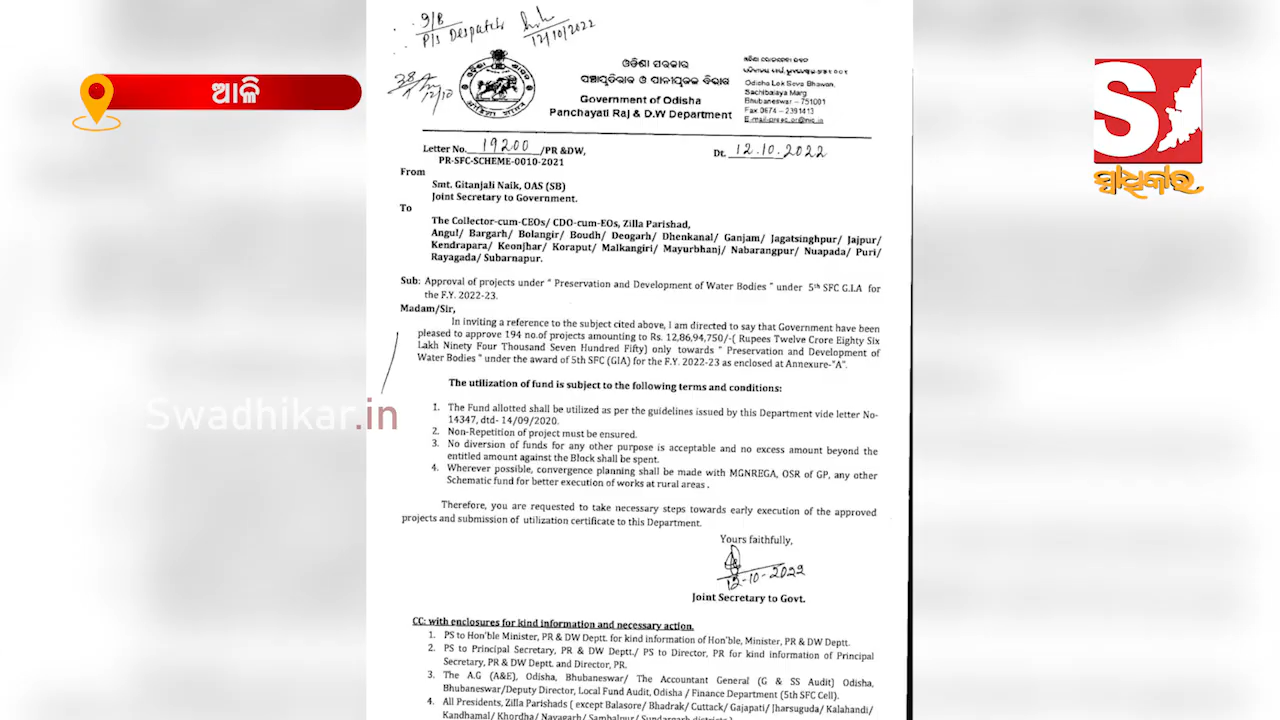 ଆଳି
S
ସ୍ୱାଧିକାର
Swadhikar.in
9/B
P/s Despatch
12/10/2022
38
12/10
ଓଡ଼ିଶା ସରକାର
ପଞ୍ଚାୟତିରାଜ ଓ ପାନୀୟଜଳ ବିଭାଗ
Government of Odisha
Panchayati Raj & D.W Department
Odisha Lok Seva Bhawan,
Sachibalaya Marg
Bhubaneswar – 751001
Fax 0674 – 2391413
Letter No. 19200 /PR &DW,
PR-SFC-SCHEME-0010-2021
Dt. 12.10.2022
From
Smt. Gitanjali Naik, OAS (SB)
Joint Secretary to Government.
To
The Collector-cum-CEOs/ CDO-cum-EOs, Zilla Parishad,
Angul/ Bargarh/ Bolangir/ Boudh/ Deogarh/ Dhenkanal/ Ganjam/ Jagatsinghpur/ Jajpur/
Kendrapara/ Keonjhar/ Koraput/ Malkangiri/ Mayurbhanj/ Nabarangpur/ Nuapada/ Puri/
Rayagada/ Subarnapur.
Sub: Approval of projects under " Preservation and Development of Water Bodies " under 5th SFC G.I.A for
the F.Y. 2022-23.
Madam/Sir,
In inviting a reference to the subject cited above, I am directed to say that Government have been
pleased to approve 194 no.of projects amounting to Rs. 12,86,94,750/-( Rupees Twelve Crore Eighty Six
Lakh Ninety Four Thousand Seven Hundred Fifty) only towards " Preservation and Development of
Water Bodies " under the award of 5th SFC (GIA) for the F.Y. 2022-23 as enclosed at Annexure-"A".
The utilization of fund is subject to the following terms and conditions:
1. The Fund allotted shall be utilized as per the guidelines issued by this Department vide letter No-
14347, dtd- 14/09/2020.
2. Non-Repetition of project must be ensured.
3. No diversion of funds for any other purpose is acceptable and no excess amount beyond the
entitled amount against the Block shall be spent.
4. Wherever possible, convergence planning shall be made with MGNREGA, OSR of GP, any other
Schematic fund for better execution of works at rural areas .
Therefore, you are requested to take necessary steps towards early execution of the approved
projects and submission of utilization certificate to this Department.
Yours faithfully,
12-10-2022
Joint Secretary to Govt.
CC: with enclosures for kind information and necessary action.
1. PS to Hon'ble Minister, PR & DW Deptt. for kind information of Hon'ble, Minister, PR & DW Deptt.
2. PS to Principal Secretary, PR & DW Deptt./ PS to Director, PR for kind information of Principal
Secretary, PR & DW Deptt. and Director, PR.
3. The A.G (A&E), Odisha, Bhubaneswar/ The Accountant General (G & SS Audit) Odisha,
Bhubaneswar/Deputy Director, Local Fund Audit, Odisha / Finance Department (5th SFC Cell).
4. All Presidents, Zilla Parishads ( except Balasore/ Bhadrak/ Cuttack/ Gajapati/ Jharsuguda/ Kalahandi/
Kandhamal/ Khordha/ Nayagarh/ Sambalpur/ Sundargarh districts )